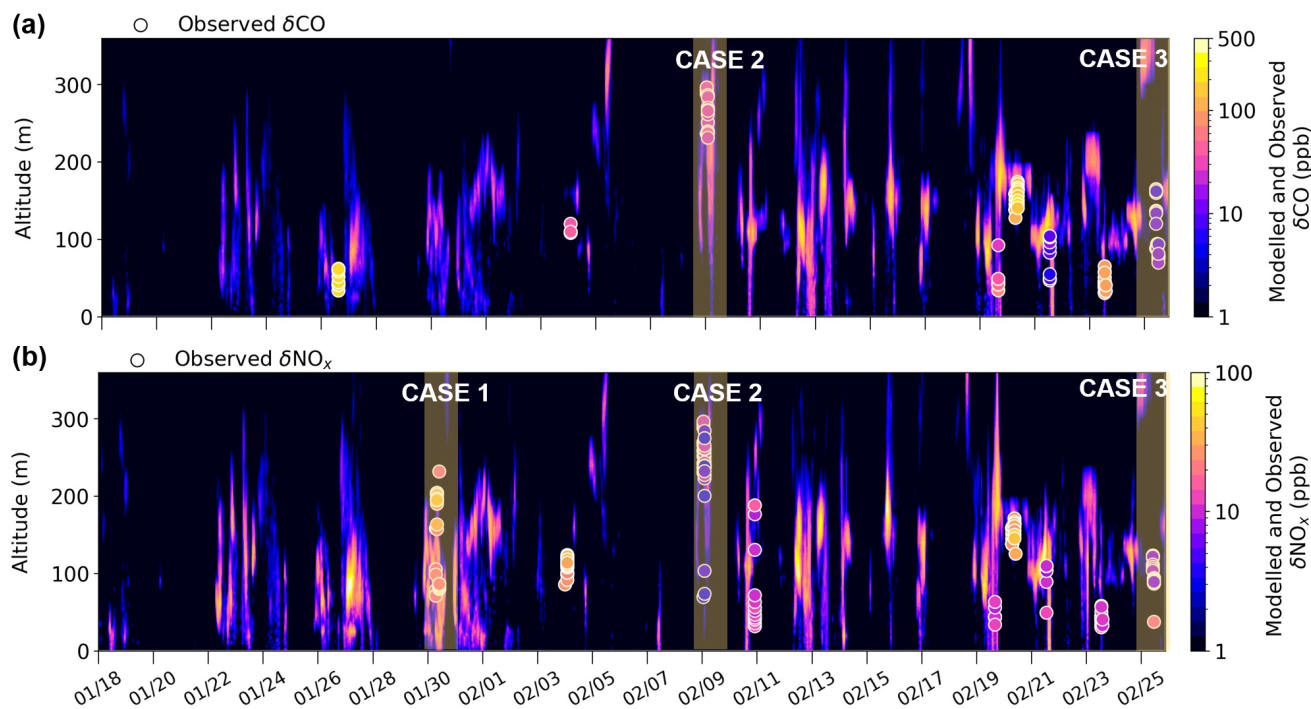 (a)
Observed δCO
CASE 2
CASE 3
Altitude (m)
300
200
100
0
500
100
10
1
Modelled and Observed
δCO (ppb)
(b)
Observed δNOx
CASE 1
CASE 2
CASE 3
Altitude (m)
300
200
100
0
100
10
1
Modelled and Observed
δNOx (ppb)
01/18
01/20
01/22
01/24
01/26
01/28
01/30
02/01
02/03
02/05
02/07
02/09
02/11
02/13
02/15
02/17
02/19
02/21
02/23
02/25